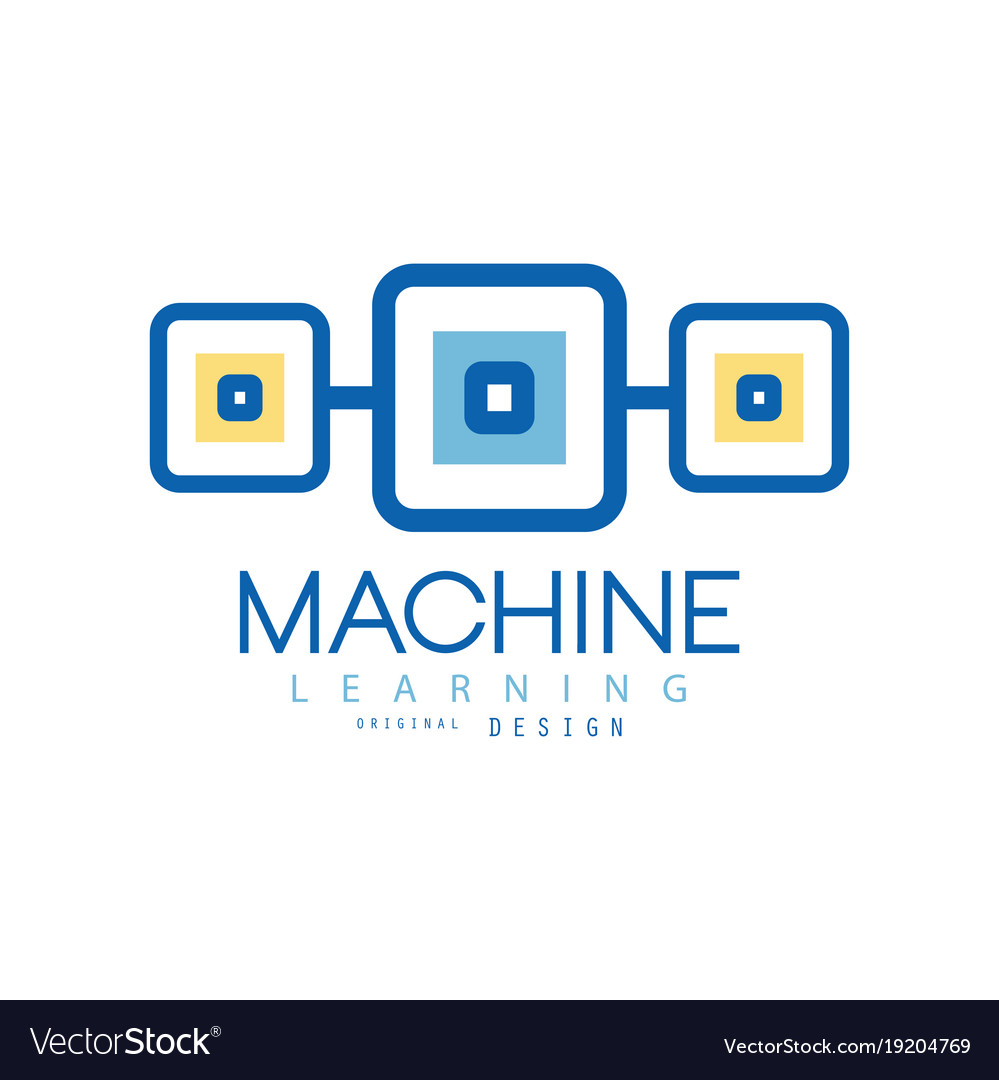 MACHINE
LEARNING
ORIGINAL DESIGN
VectorStock® VectorStock.com/19204769